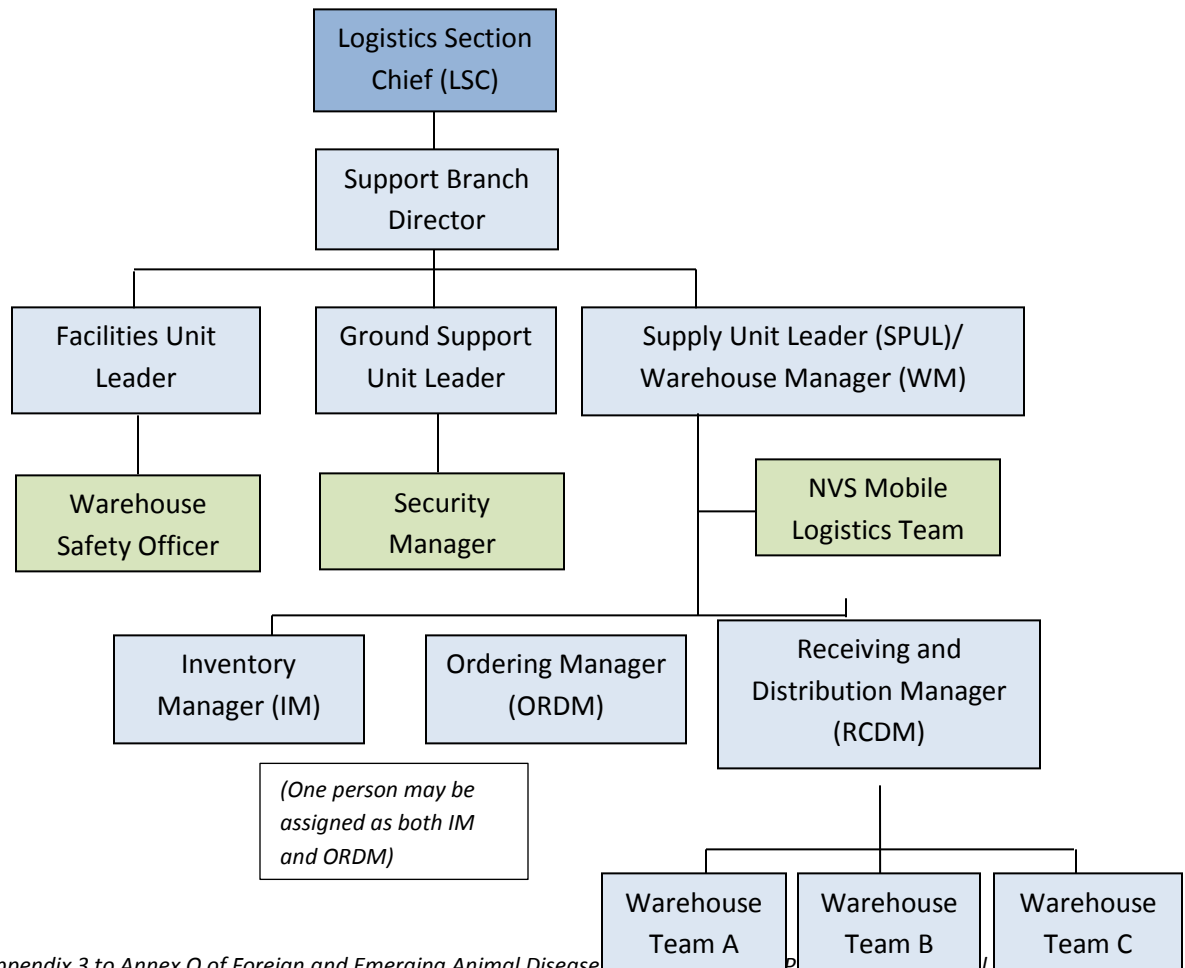 Logistics Section
Chief (LSC)
Support Branch
Director
Facilities Unit
Leader
Ground Support
Unit Leader
Supply Unit Leader (SPUL)/
Warehouse Manager (WM)
Warehouse
Safety Officer
Security
Manager
NVS Mobile
Logistics Team
Inventory
Manager (IM)
Ordering Manager
(ORDM)
Receiving and
Distribution Manager
(RCDM)
(One person may be
assigned as both IM
and ORDM)
Warehouse
Team A
Warehouse
Team B
Warehouse
Team C
3 to Annex Q of Foreign and Emerging Animal Disease